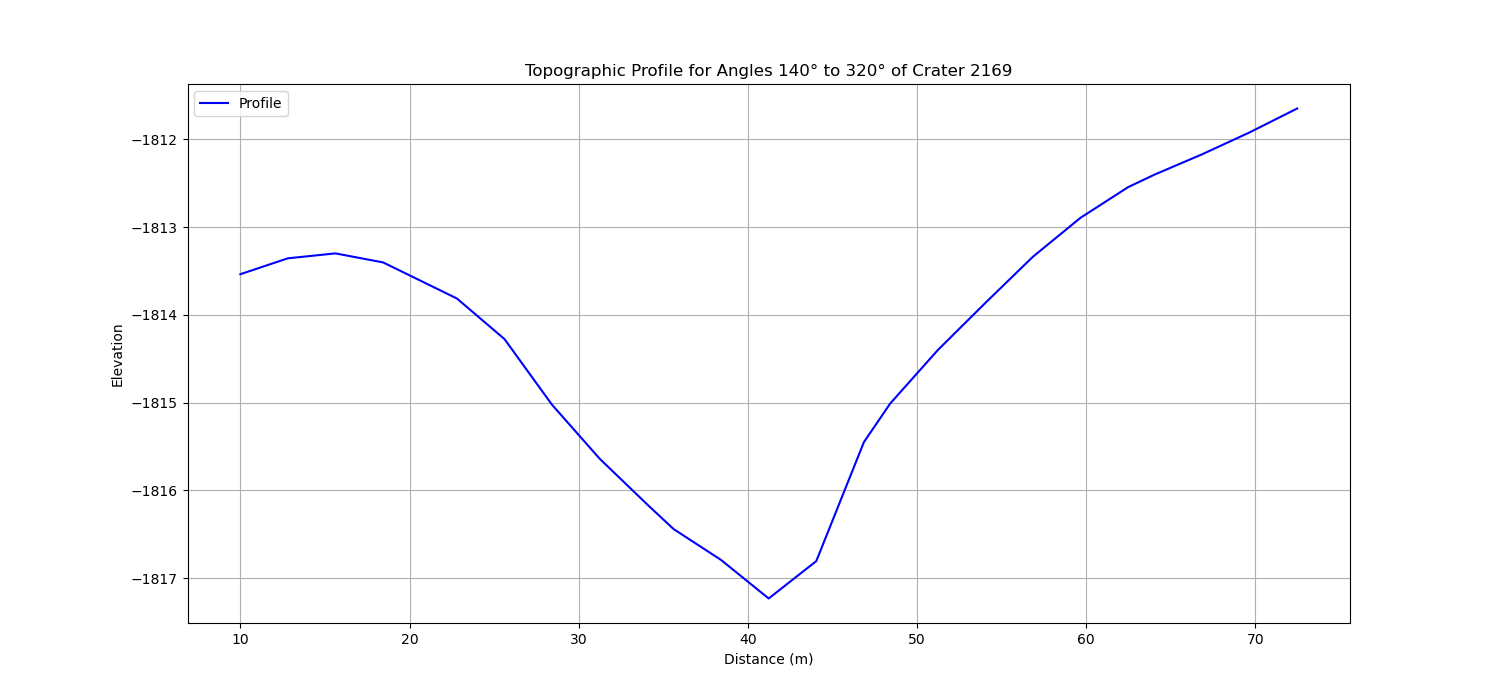 Topographic Profile for Angles 140° to 320° of Crater 2169
Profile
−1812
−1813
−1814
−1815
−1816
−1817
Elevation
10 20 30 40 50 60 70
Distance (m)